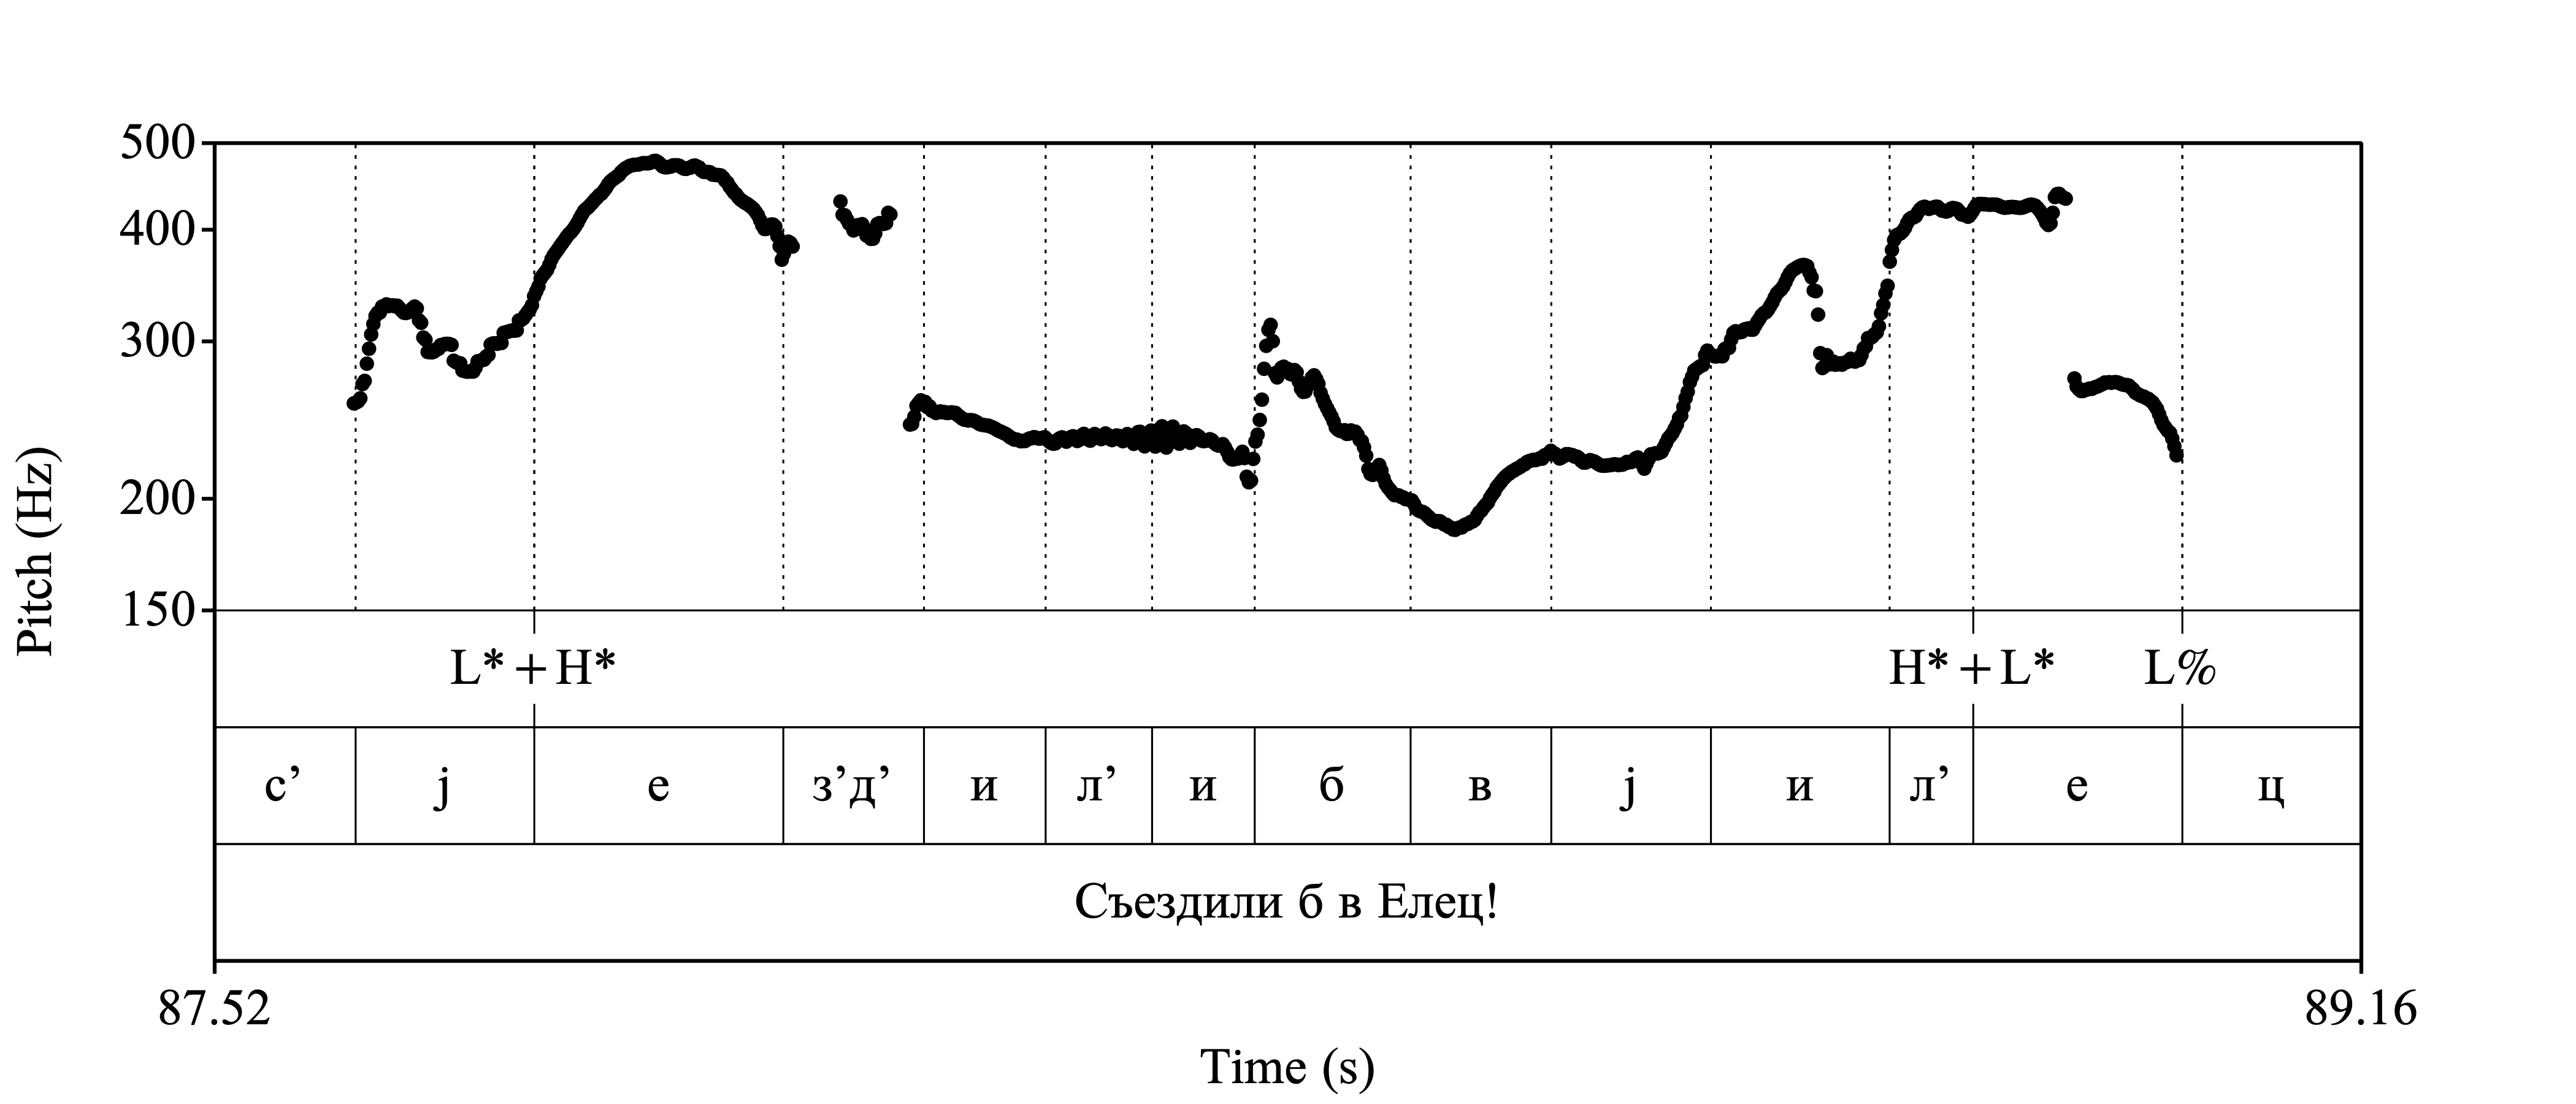 500
400
300
200
150
Pitch (Hz)
L* + H* H* + L* L%
с’ j е з’д’ и л’ и б в j и л’ е ц
Съездили б в Елец!
87.52 89.16
Time (s)